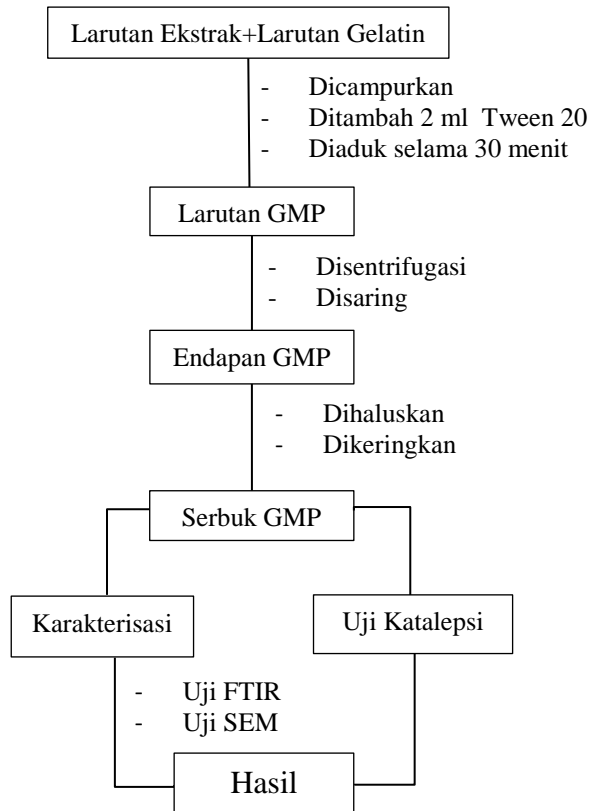 Larutan Ekstrak+Larutan Gelatin
- Dicampurkan
- Ditambah 2 ml Tween 20
- Diaduk selama 30 menit
Larutan GMP
- Disentrifugasi
- Disaring
Endapan GMP
- Dihaluskan
- Dikeringkan
Serbuk GMP
Karakterisasi
Uji Katalepsi
- Uji FTIR
- Uji SEM
Hasil